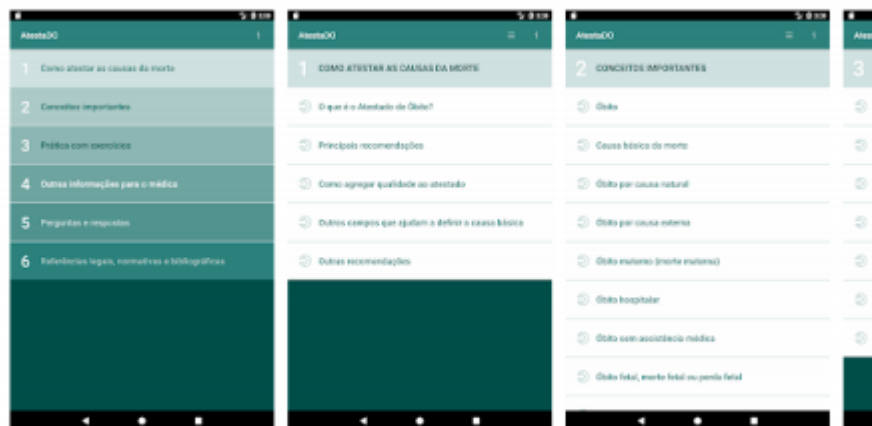 AtestaDO
1 Como atestar as causas da morte
2 Conceitos importantes
3 Prática com exercícios
4 Outras informações para o médico
5 Perguntas e respostas
6 Referências legais, normativas e bibliográficas
AtestaDO
1 COMO ATESTAR AS CAUSAS DA MORTE
O que é o Atestado de Óbito?
Principais recomendações
Como agregar qualidade ao atestado
Outros campos que ajudam a definir a causa básica
Outras recomendações
AtestaDO
2 CONCEITOS IMPORTANTES
Óbito
Causa básica da morte
Óbito por causa natural
Óbito por causa externa
Óbito materno (morte materna)
Óbito hospitalar
Óbito sem assistência médica
Óbito fetal, morte fetal ou perda fetal
3